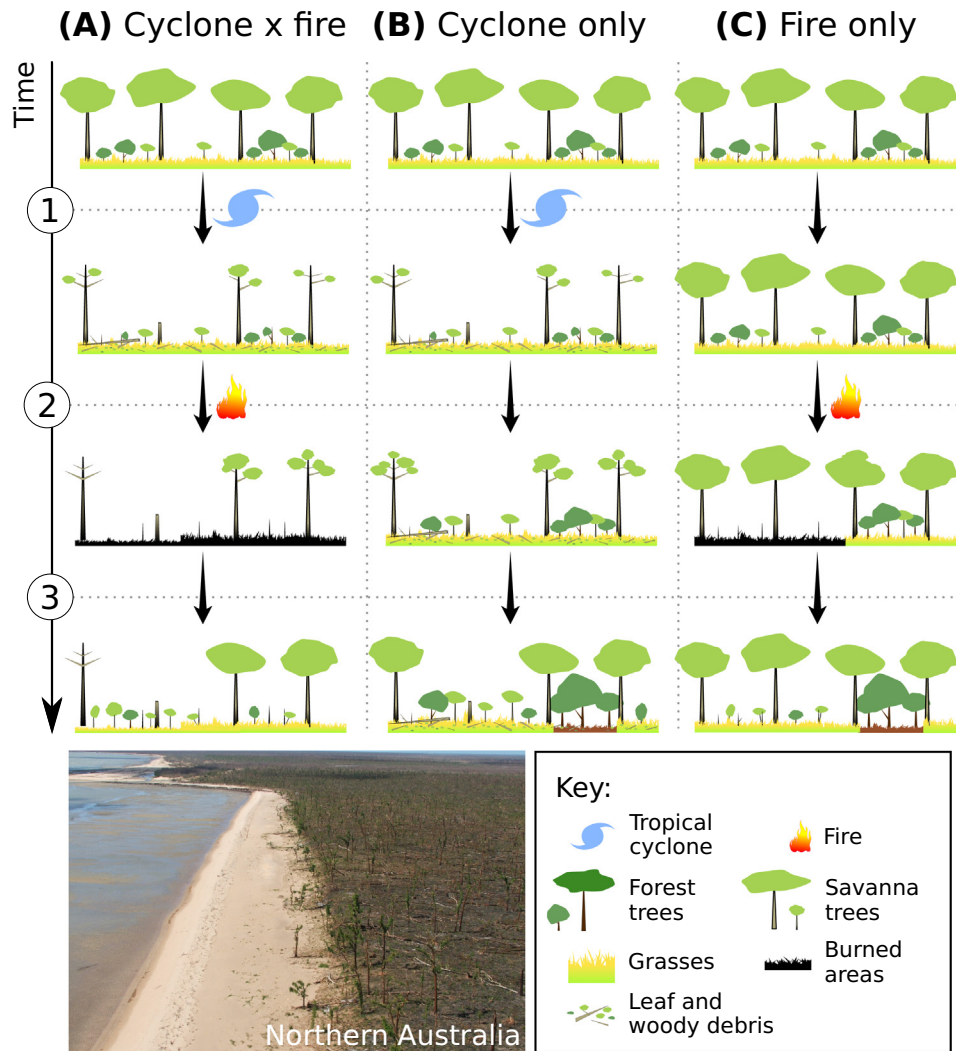 (A) Cyclone x fire
(B) Cyclone only
(C) Fire only
Time
1
2
3
Northern Australia
Key:
Tropical
cyclone
Fire
Forest
trees
Savanna
trees
Grasses
Burned
areas
Leaf and
woody debris